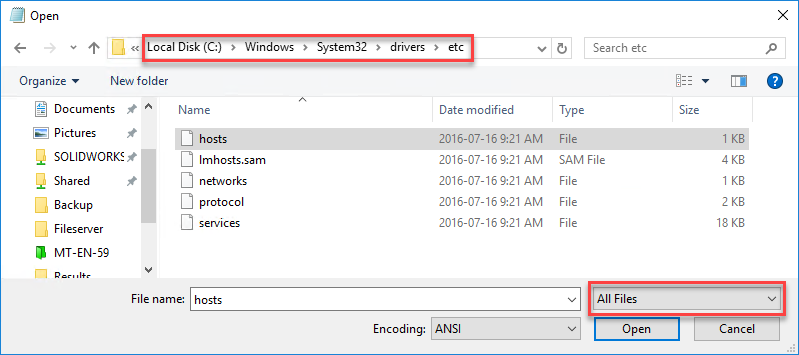 Open
« Local Disk (C:) > Windows > System32 > drivers > etc
Search etc
Organize New folder
Name Date modified Type Size
Documents
Pictures
SOLIDWORKS
Shared
Backup
Fileserver
MT-EN-59
Results
hosts 2016-07-16 9:21 AM File 1 KB
lmhosts.sam 2016-07-16 9:21 AM SAM File 4 KB
networks 2016-07-16 9:21 AM File 1 KB
protocol 2016-07-16 9:21 AM File 2 KB
services 2016-07-16 9:21 AM File 18 KB
File name: hosts All Files
Encoding: ANSI Open Cancel